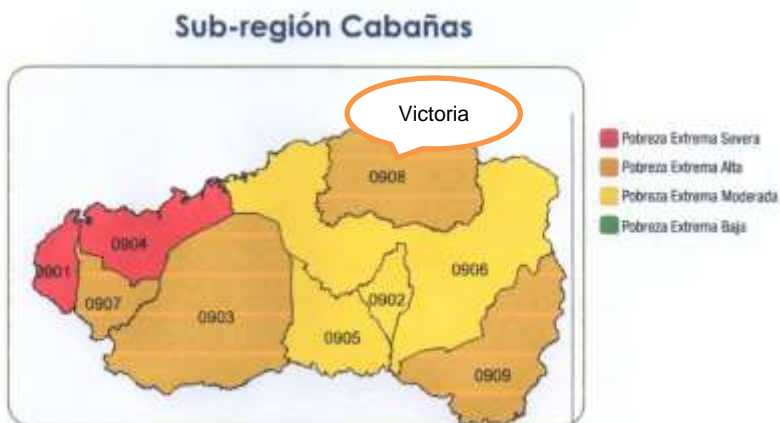 Sub-región Cabañas
Victoria
Pobreza Extrema Severa
Pobreza Extrema Alta
Pobreza Extrema Moderada
Pobreza Extrema Baja
0908
0904
0901
0906
0907
0902
0903
0905
0909